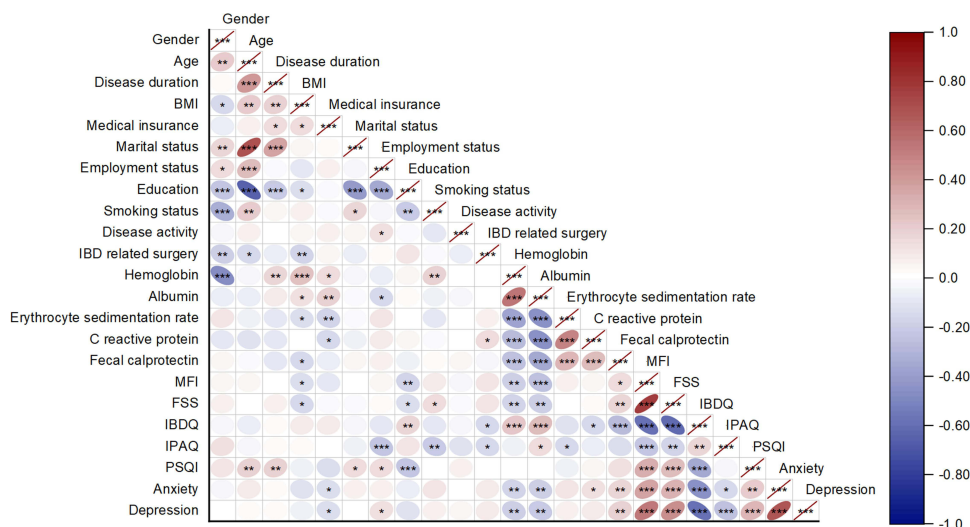 Gender
Gender *** Age 1.0
Age ** *** Disease duration
Disease duration *** *** BMI 0.80
BMI * ** ** *** Medical insurance
Medical insurance * * *** Marital status
Marital status ** *** *** *** Employment status 0.60
Employment status * *** *** Education
Education *** *** *** * *** *** *** Smoking status 0.40
Smoking status *** ** * ** *** Disease activity
Disease activity * *** IBD related surgery 0.20
IBD related surgery ** * ** *** Hemoglobin
Hemoglobin *** ** *** * ** *** Albumin 0.0
Albumin * ** * *** *** Erythrocyte sedimentation rate
Erythrocyte sedimentation rate * ** *** *** *** C reactive protein -0.20
C reactive protein * * *** *** *** *** Fecal calprotectin
Fecal calprotectin * *** *** *** *** *** MFI
MFI * ** ** *** * *** FSS -0.40
FSS * * * ** ** ** *** *** IBDQ
IBDQ ** * *** *** * *** *** *** *** IPAQ -0.60
IPAQ *** ** * * * *** ** ** *** PSQI
PSQI ** ** * * *** *** *** *** *** Anxiety -0.80
Anxiety * ** ** * ** *** *** *** * ** *** Depression
Depression * * ** ** ** *** *** *** *** *** *** ***
-1.0